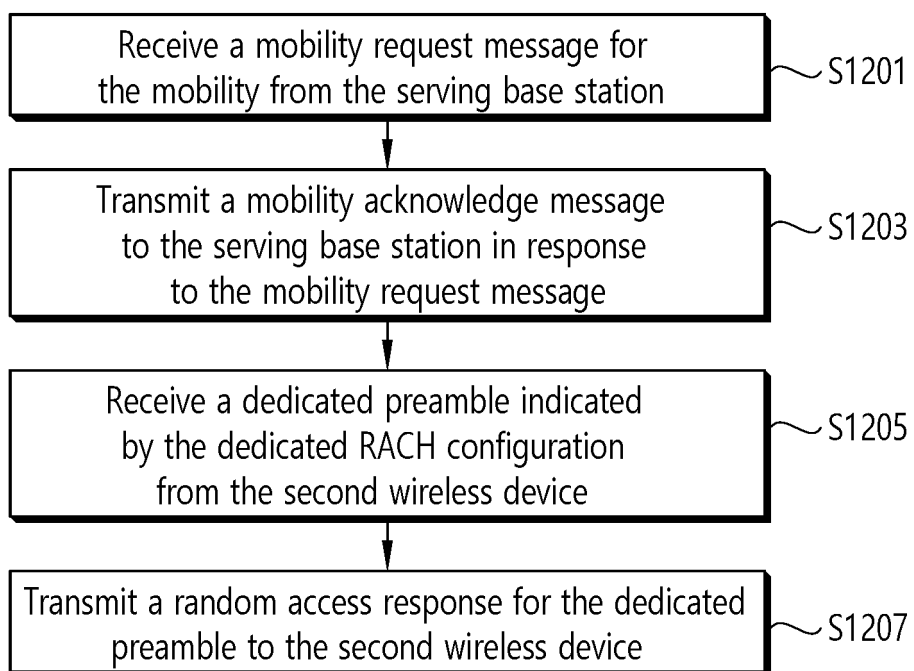 Receive a mobility request message for
the mobility from the serving base station
S1201
Transmit a mobility acknowledge message
to the serving base station in response
to the mobility request message
S1203
Receive a dedicated preamble indicated
by the dedicated RACH configuration
from the second wireless device
S1205
Transmit a random access response for the dedicated
preamble to the second wireless device
S1207